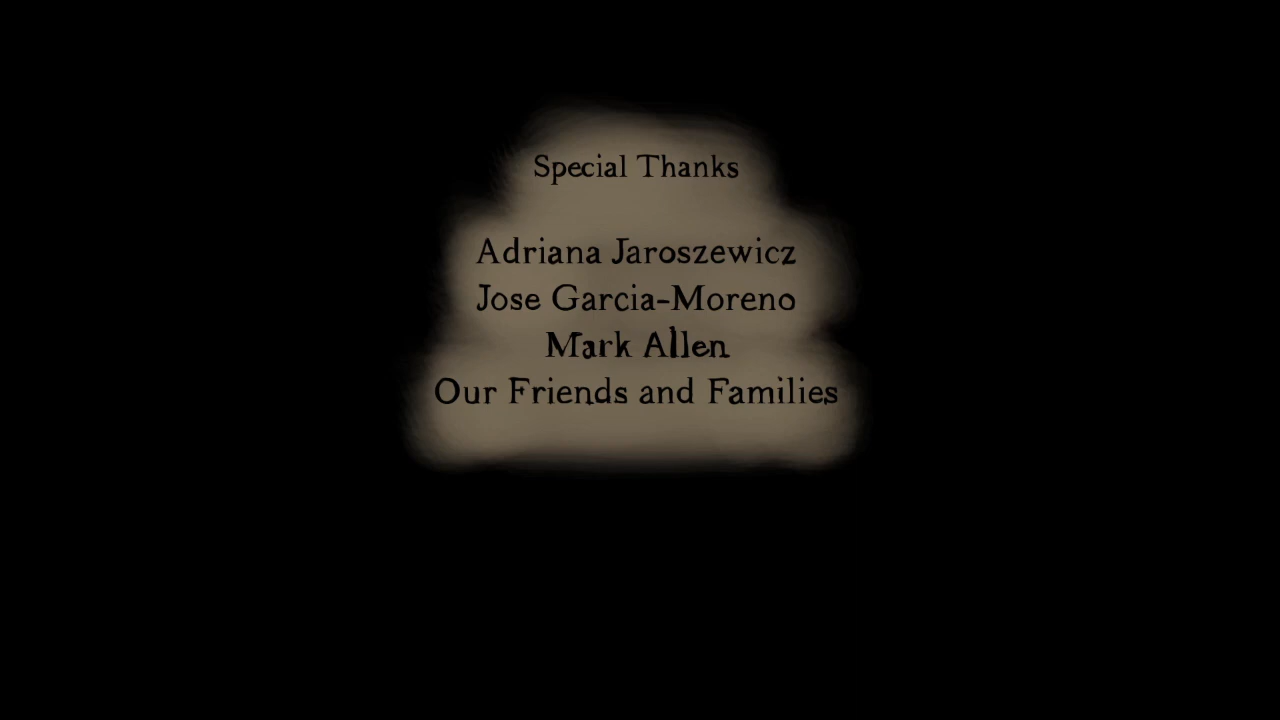 Special Thanks
Adriana Jaroszewicz
Jose Garcia-Moreno
Mark Allen
Our Friends and Families